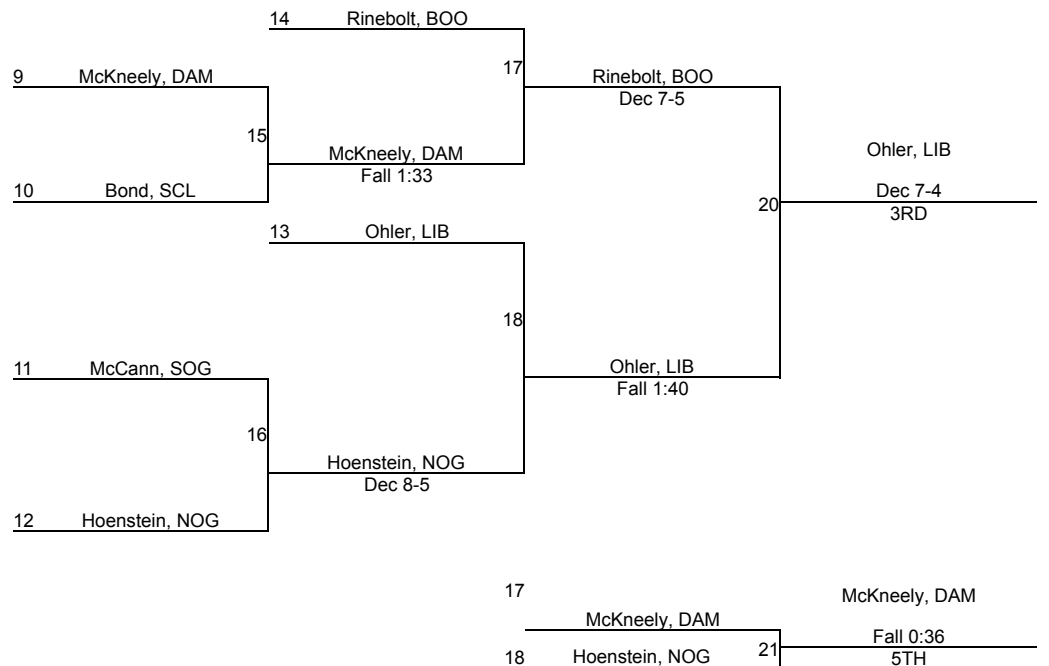 14 Rinebolt, BOO
17
9 McKneely, DAM
Rinebolt, BOO
Dec 7-5
15
McKneely, DAM
Fall 1:33
Ohler, LIB
10 Bond, SCL
20
Dec 7-4
3RD
13 Ohler, LIB
18
11 McCann, SOG
Ohler, LIB
Fall 1:40
16
Hoenstein, NOG
Dec 8-5
12 Hoenstein, NOG
17
McKneely, DAM
McKneely, DAM
Fall 0:36
5TH
18 Hoenstein, NOG
21